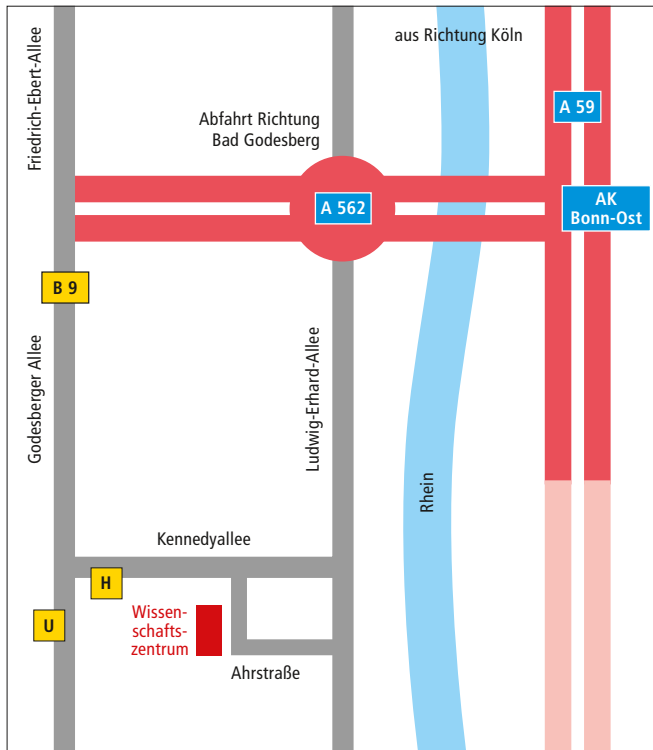 aus Richtung Köln
Friedrich-Ebert-Allee
A 59
Abfahrt Richtung
Bad Godesberg
A 562
AK
Bonn-Ost
B 9
Godesberger Allee
Ludwig-Erhard-Allee
Rhein
Kennedyallee
H
U
Wissen-
schafts-
zentrum
Ahrstraße